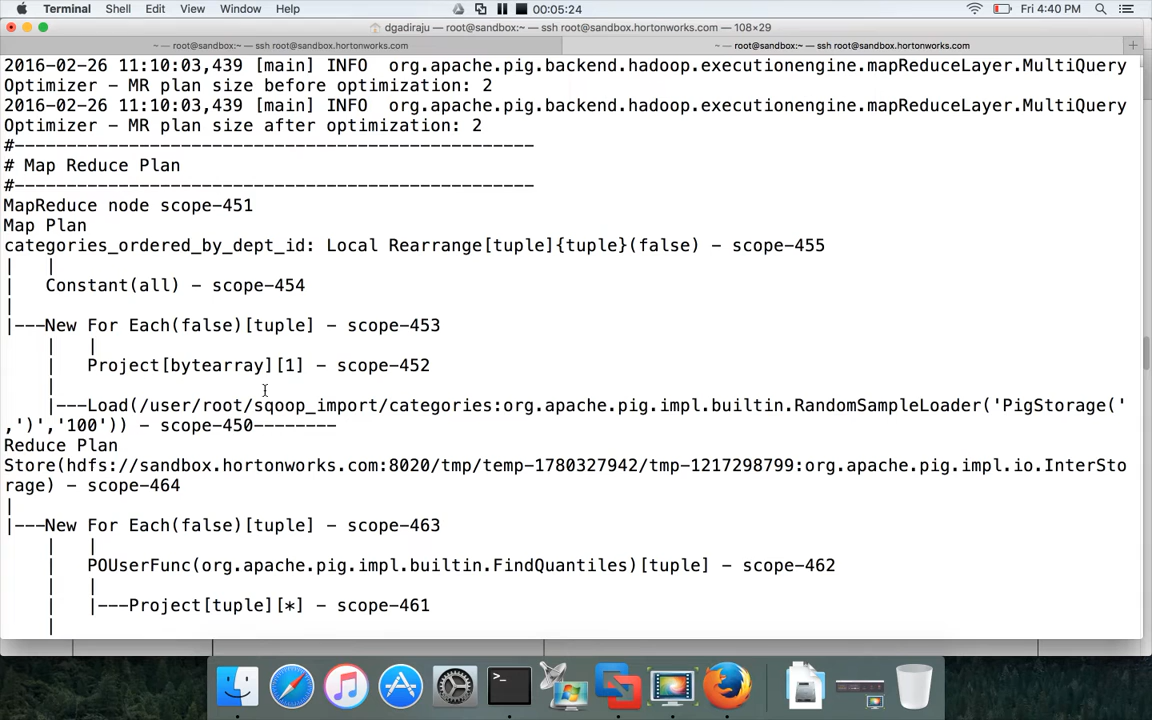 Terminal Shell Edit View Window Help 00:05:24 Fri 4:40 PM
dgadiraju — root@sandbox:~ — ssh root@sandbox.hortonworks.com — 108×29
~ — root@sandbox:~ — ssh root@sandbox.hortonworks.com ~ — root@sandbox:~ — ssh root@sandbox.hortonworks.com +
2016-02-26 11:10:03,439 [main] INFO  org.apache.pig.backend.hadoop.executionengine.mapReduceLayer.MultiQuery
Optimizer - MR plan size before optimization: 2
2016-02-26 11:10:03,439 [main] INFO  org.apache.pig.backend.hadoop.executionengine.mapReduceLayer.MultiQuery
Optimizer - MR plan size after optimization: 2
#--------------------------------------------------
# Map Reduce Plan
#--------------------------------------------------
MapReduce node scope-451
Map Plan
categories_ordered_by_dept_id: Local Rearrange[tuple]{tuple}(false) - scope-455
|   |
|   Constant(all) - scope-454
|
|---New For Each(false)[tuple] - scope-453
    |   |
    |   Project[bytearray][1] - scope-452
    |
    |---Load(/user/root/sqoop_import/categories:org.apache.pig.impl.builtin.RandomSampleLoader('PigStorage('
,')','100')) - scope-450--------
Reduce Plan
Store(hdfs://sandbox.hortonworks.com:8020/tmp/temp-1780327942/tmp-1217298799:org.apache.pig.impl.io.InterSto
rage) - scope-464
|
|---New For Each(false)[tuple] - scope-463
    |   |
    |   POUserFunc(org.apache.pig.impl.builtin.FindQuantiles)[tuple] - scope-462
    |   |
    |   |---Project[tuple][*] - scope-461
    |